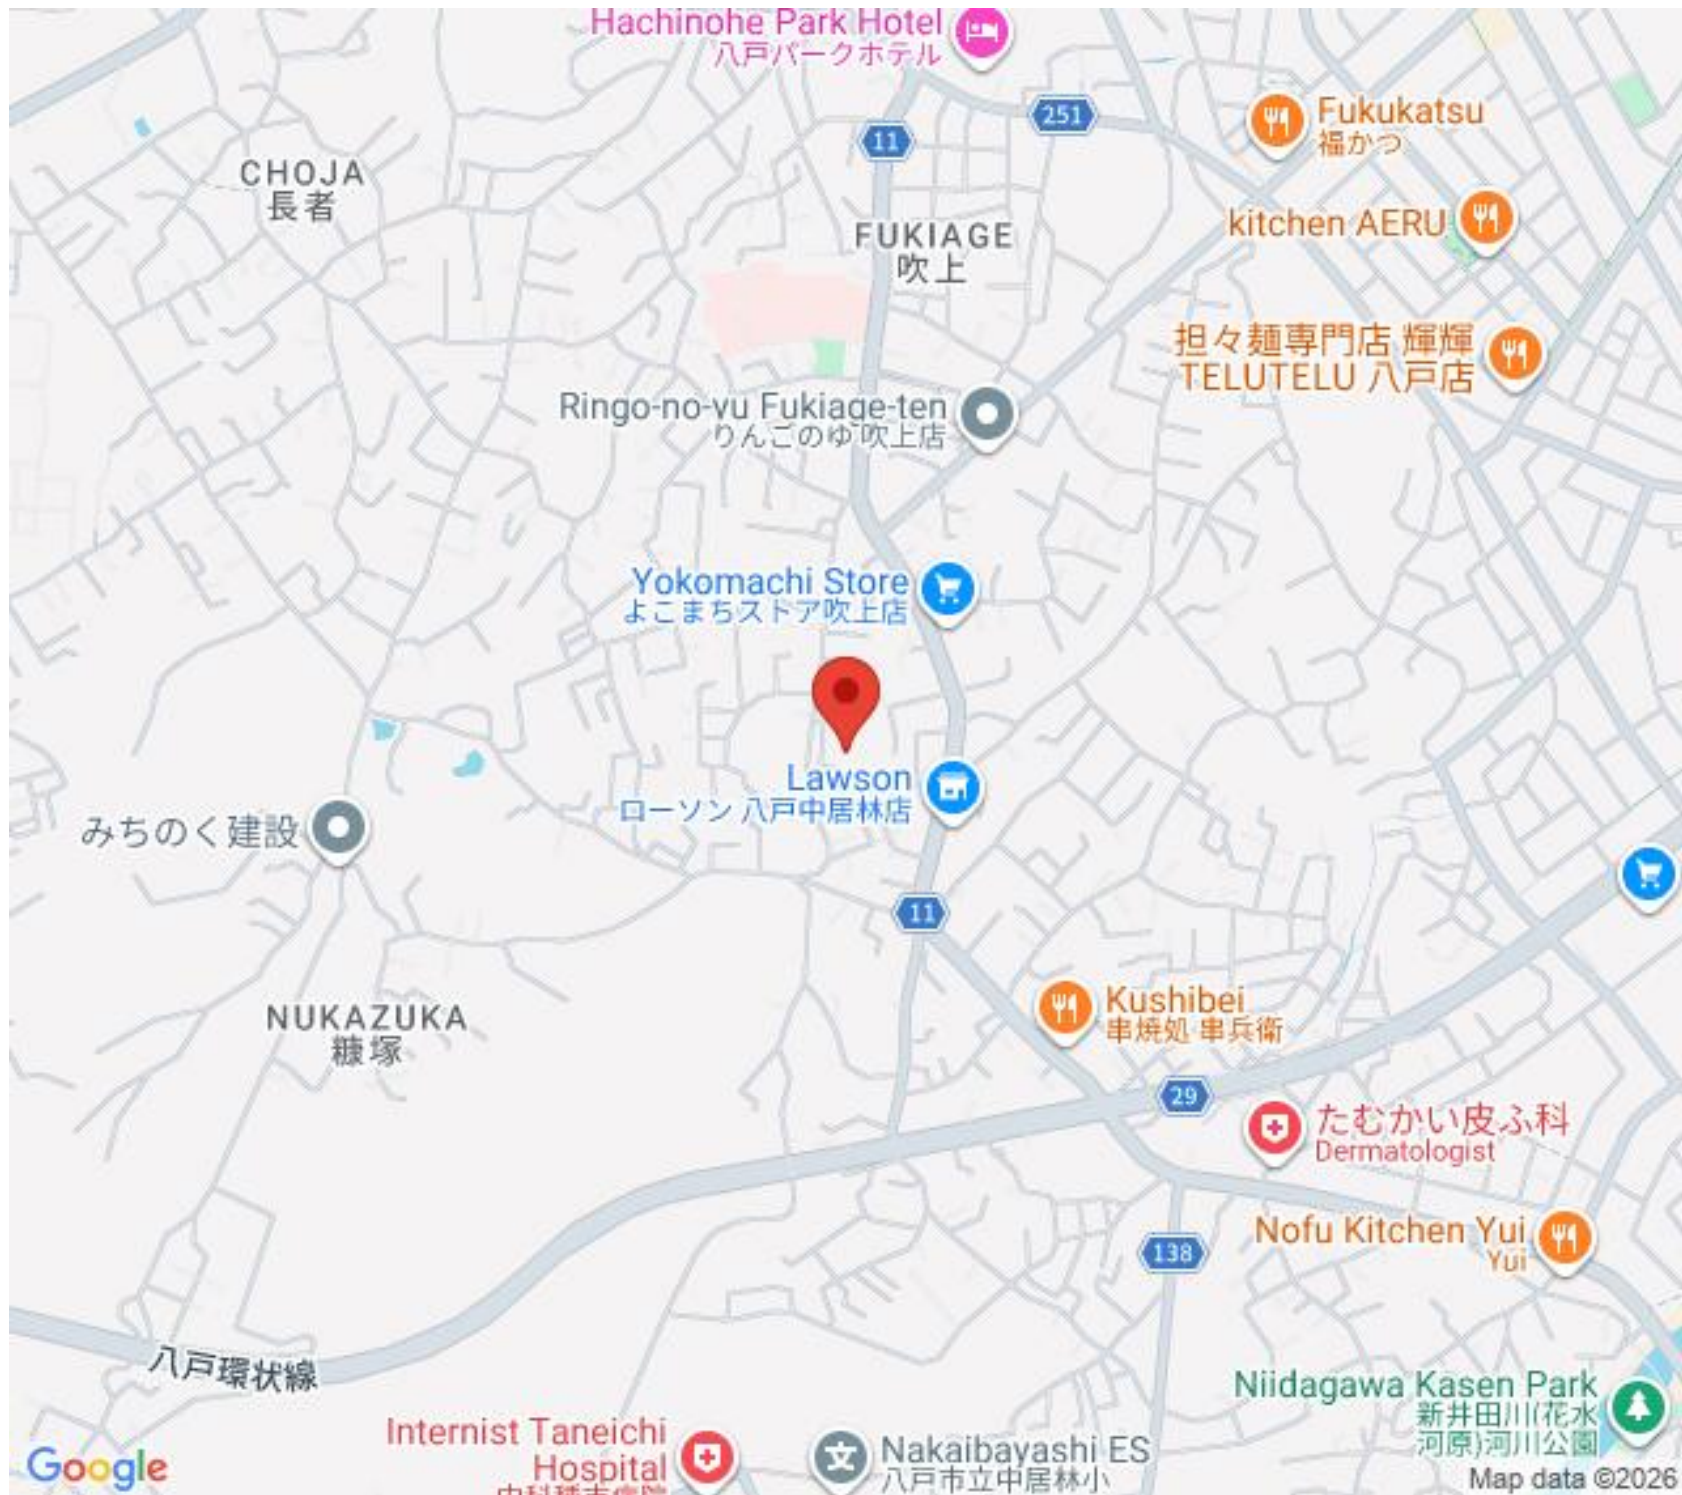 Hachinohe Park Hotel
八戸パークホテル
251
11
Fukukatsu
福かつ
CHOJA
長者
FUKIAGE
吹上
kitchen AERU
担々麺専門店 輝輝
TELUTELU 八戸店
Ringo-no-yu Fukiage-ten
りんごのゆ 吹上店
Yokomachi Store
よこまちストア吹上店
Lawson
ローソン 八戸中居林店
みちのく建設
11
Kushibei
串焼処 串兵衛
NUKAZUKA
糠塚
29
たむかい皮ふ科
Dermatologist
Nofu Kitchen Yui
Yui
138
八戸環状線
Niidagawa Kasen Park
新井田川(花水
河原)河川公園
Internist Taneichi
Hospital
内科種市病院
Nakaibayashi ES
八戸市立中居林小
Google
Map data ©2026